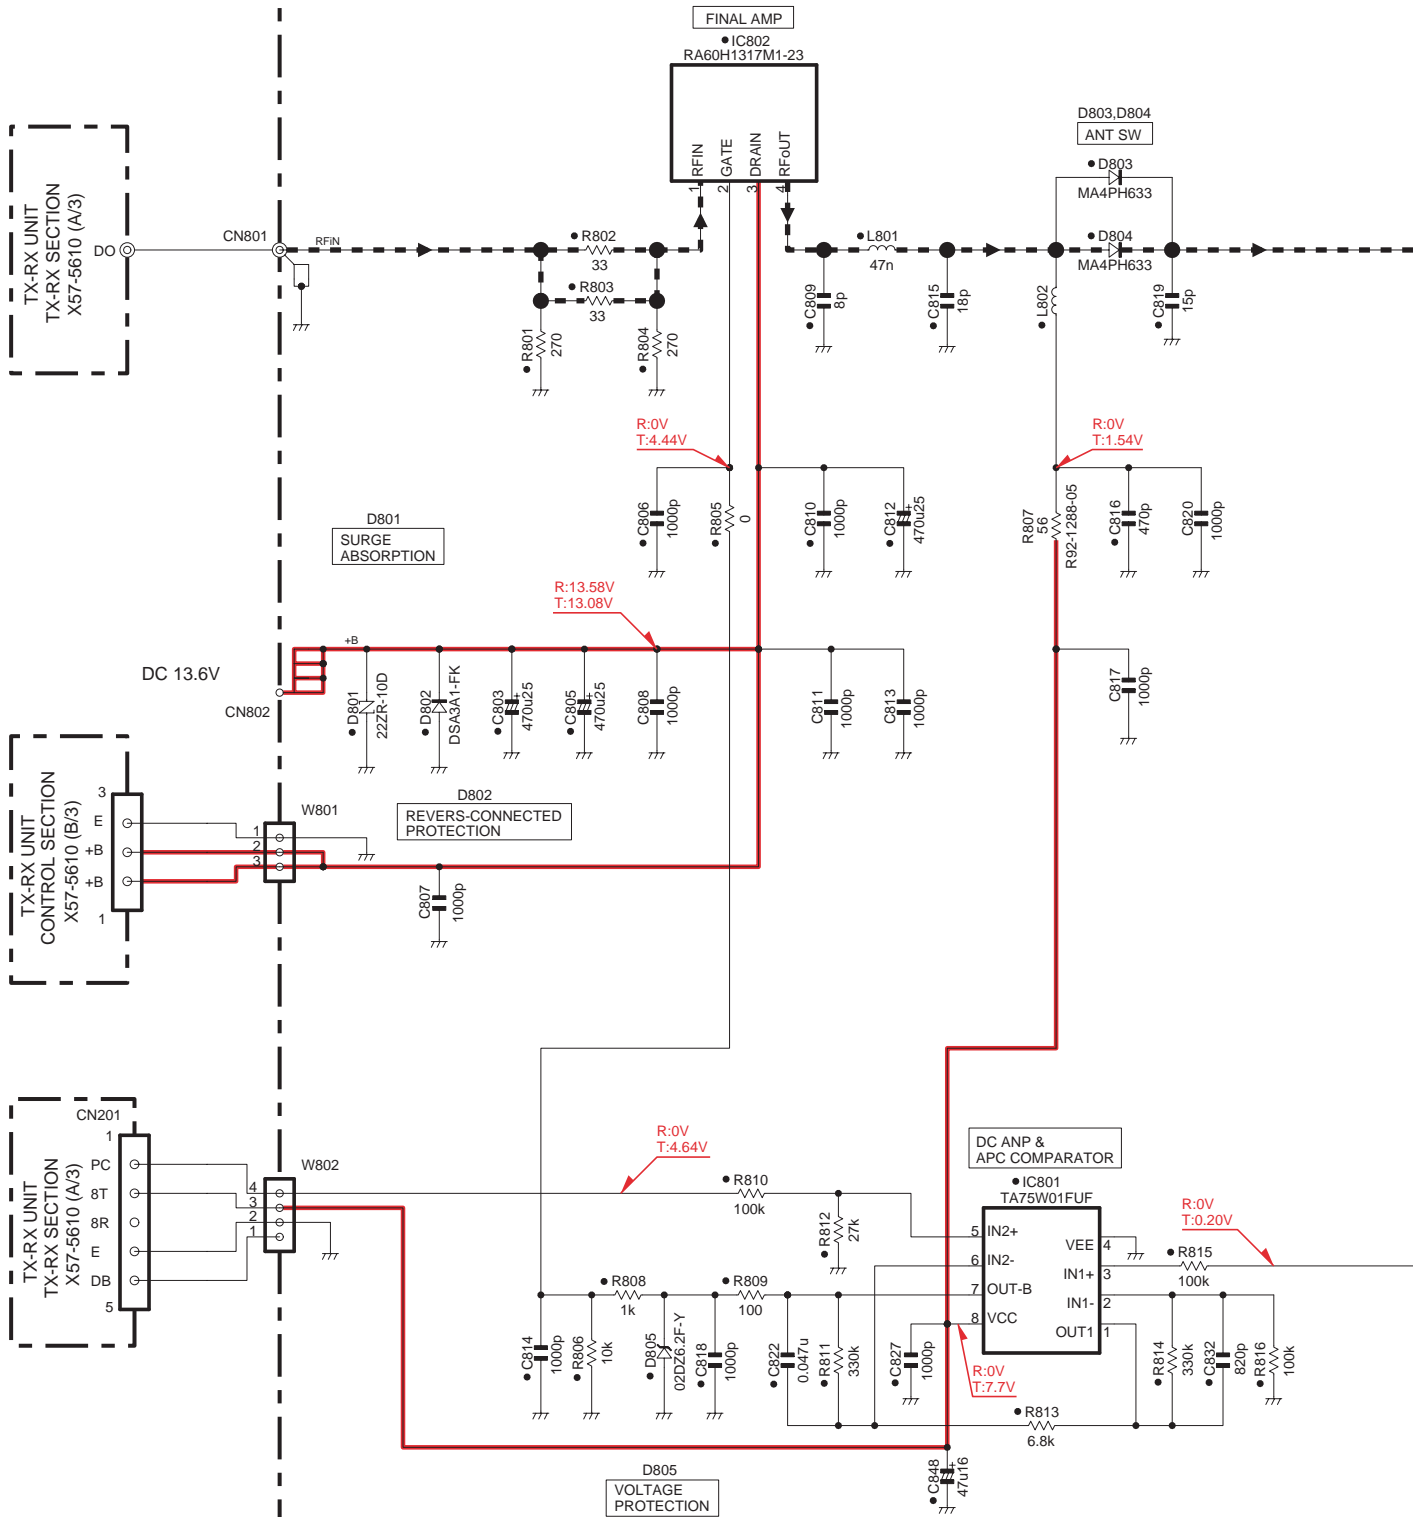 FINAL AMP
IC802
RA60H1317M1-23
RFIN
GATE
DRAIN
RFoUT
1
2
3
4
D803,D804
ANT SW
D803
MA4PH633
D804
MA4PH633
TX-RX UNIT
TX-RX SECTION
X57-5610 (A/3)
DO
CN801
RFiN
R802
33
R803
33
R801
270
R804
270
L801
47n
C809
8p
C815
18p
L802
C819
15p
R:0V
T:4.44V
R:0V
T:1.54V
C806
1000p
R805
0
C810
1000p
C812
470u25
R807
56
R92-1288-05
C816
470p
C820
1000p
D801
SURGE
ABSORPTION
R:13.58V
T:13.08V
+B
DC 13.6V
CN802
D801
22ZR-10D
D802
DSA3A1-FK
C803
470u25
C805
470u25
C808
1000p
C811
1000p
C813
1000p
C817
1000p
TX-RX UNIT
CONTROL SECTION
X57-5610 (B/3)
3
E
+B
+B
1
W801
1
2
3
D802
REVERS-CONNECTED
PROTECTION
C807
1000p
TX-RX UNIT
TX-RX SECTION
X57-5610 (A/3)
CN201
1
PC
8T
8R
E
DB
5
W802
4
3
2
1
R:0V
T:4.64V
R810
100k
R812
27k
DC ANP &
APC COMPARATOR
IC801
TA75W01FUF
5 IN2+
6 IN2-
7 OUT-B
8 VCC
VEE 4
IN1+ 3
IN1- 2
OUT1 1
R:0V
T:0.20V
R815
100k
R808
1k
R809
100
C814
1000p
R806
10k
D805
02DZ6.2F-Y
C818
1000p
C822
0.047u
R811
330k
C827
1000p
R:0V
T:7.7V
R814
330k
C832
820p
R816
100k
R813
6.8k
C848
47u16
D805
VOLTAGE
PROTECTION